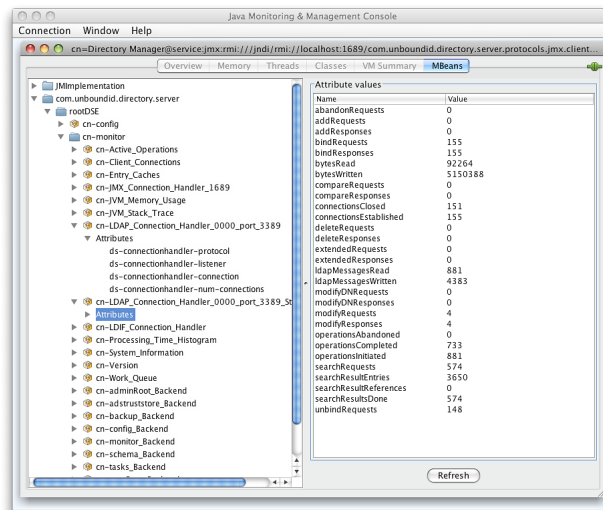 Java Monitoring & Management Console
Connection Window Help
cn=Directory Manager@service:jmx:rmi:///jndi/rmi://localhost:1689/com.unboundid.directory.server.protocols.jmx.client...
Overview Memory Threads Classes VM Summary MBeans
JMImplementation
com.unboundid.directory.server
rootDSE
cn-config
cn-monitor
cn-Active_Operations
cn-Client_Connections
cn-Entry_Caches
cn-JMX_Connection_Handler_1689
cn-JVM_Memory_Usage
cn-JVM_Stack_Trace
cn-LDAP_Connection_Handler_0000_port_3389
Attributes
ds-connectionhandler-protocol
ds-connectionhandler-listener
ds-connectionhandler-connection
ds-connectionhandler-num-connections
cn-LDAP_Connection_Handler_0000_port_3389_St
Attributes
cn-LDIF_Connection_Handler
cn-Processing_Time_Histogram
cn-System_Information
cn-Version
cn-Work_Queue
cn-adminRoot_Backend
cn-adstruststore_Backend
cn-backup_Backend
cn-config_Backend
cn-monitor_Backend
cn-schema_Backend
cn-tasks_Backend
Attribute values
Name Value
abandonRequests 0
addRequests 0
addResponses 0
bindRequests 155
bindResponses 155
bytesRead 92264
bytesWritten 5150388
compareRequests 0
compareResponses 0
connectionsClosed 151
connectionsEstablished 155
deleteRequests 0
deleteResponses 0
extendedRequests 0
extendedResponses 0
ldapMessagesRead 881
ldapMessagesWritten 4383
modifyDNRequests 0
modifyDNResponses 0
modifyRequests 4
modifyResponses 4
operationsAbandoned 0
operationsCompleted 733
operationsInitiated 881
searchRequests 574
searchResultEntries 3650
searchResultReferences 0
searchResultsDone 574
unbindRequests 148
Refresh